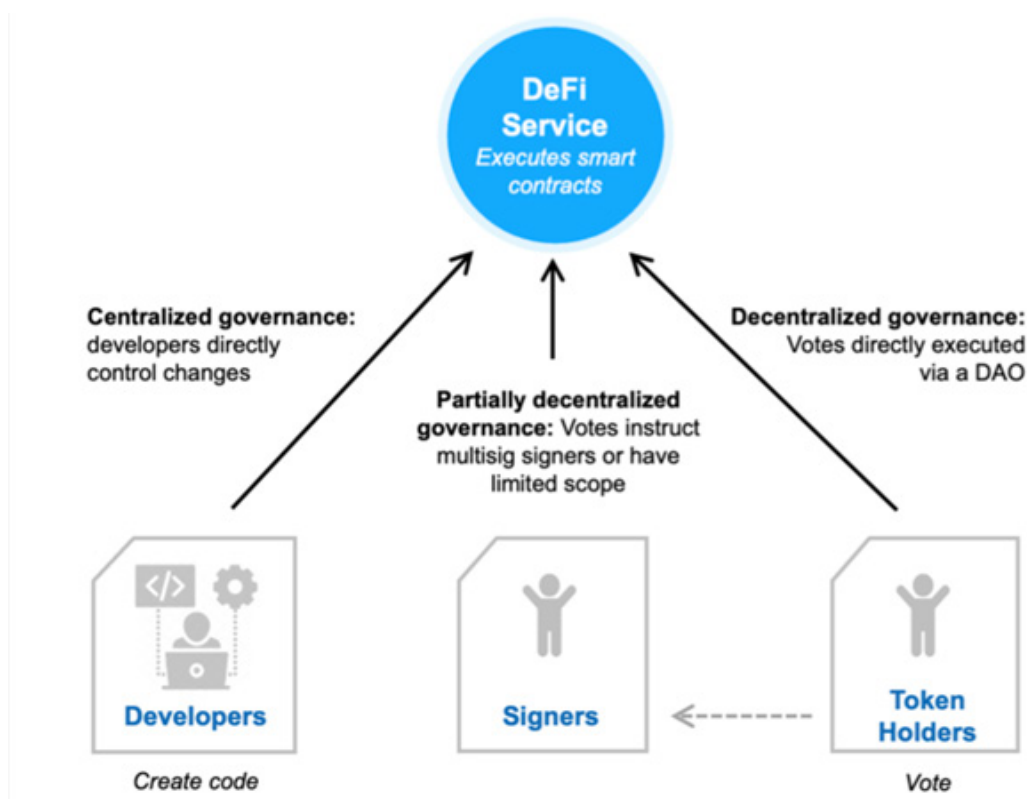 DeFi
Service
Executes smart
contracts
Centralized governance:
developers directly
control changes
Partially decentralized
governance: Votes instruct
multisig signers or have
limited scope
Decentralized governance:
Votes directly executed
via a DAO
</>
Developers
Create code
Signers
Token
Holders
Vote